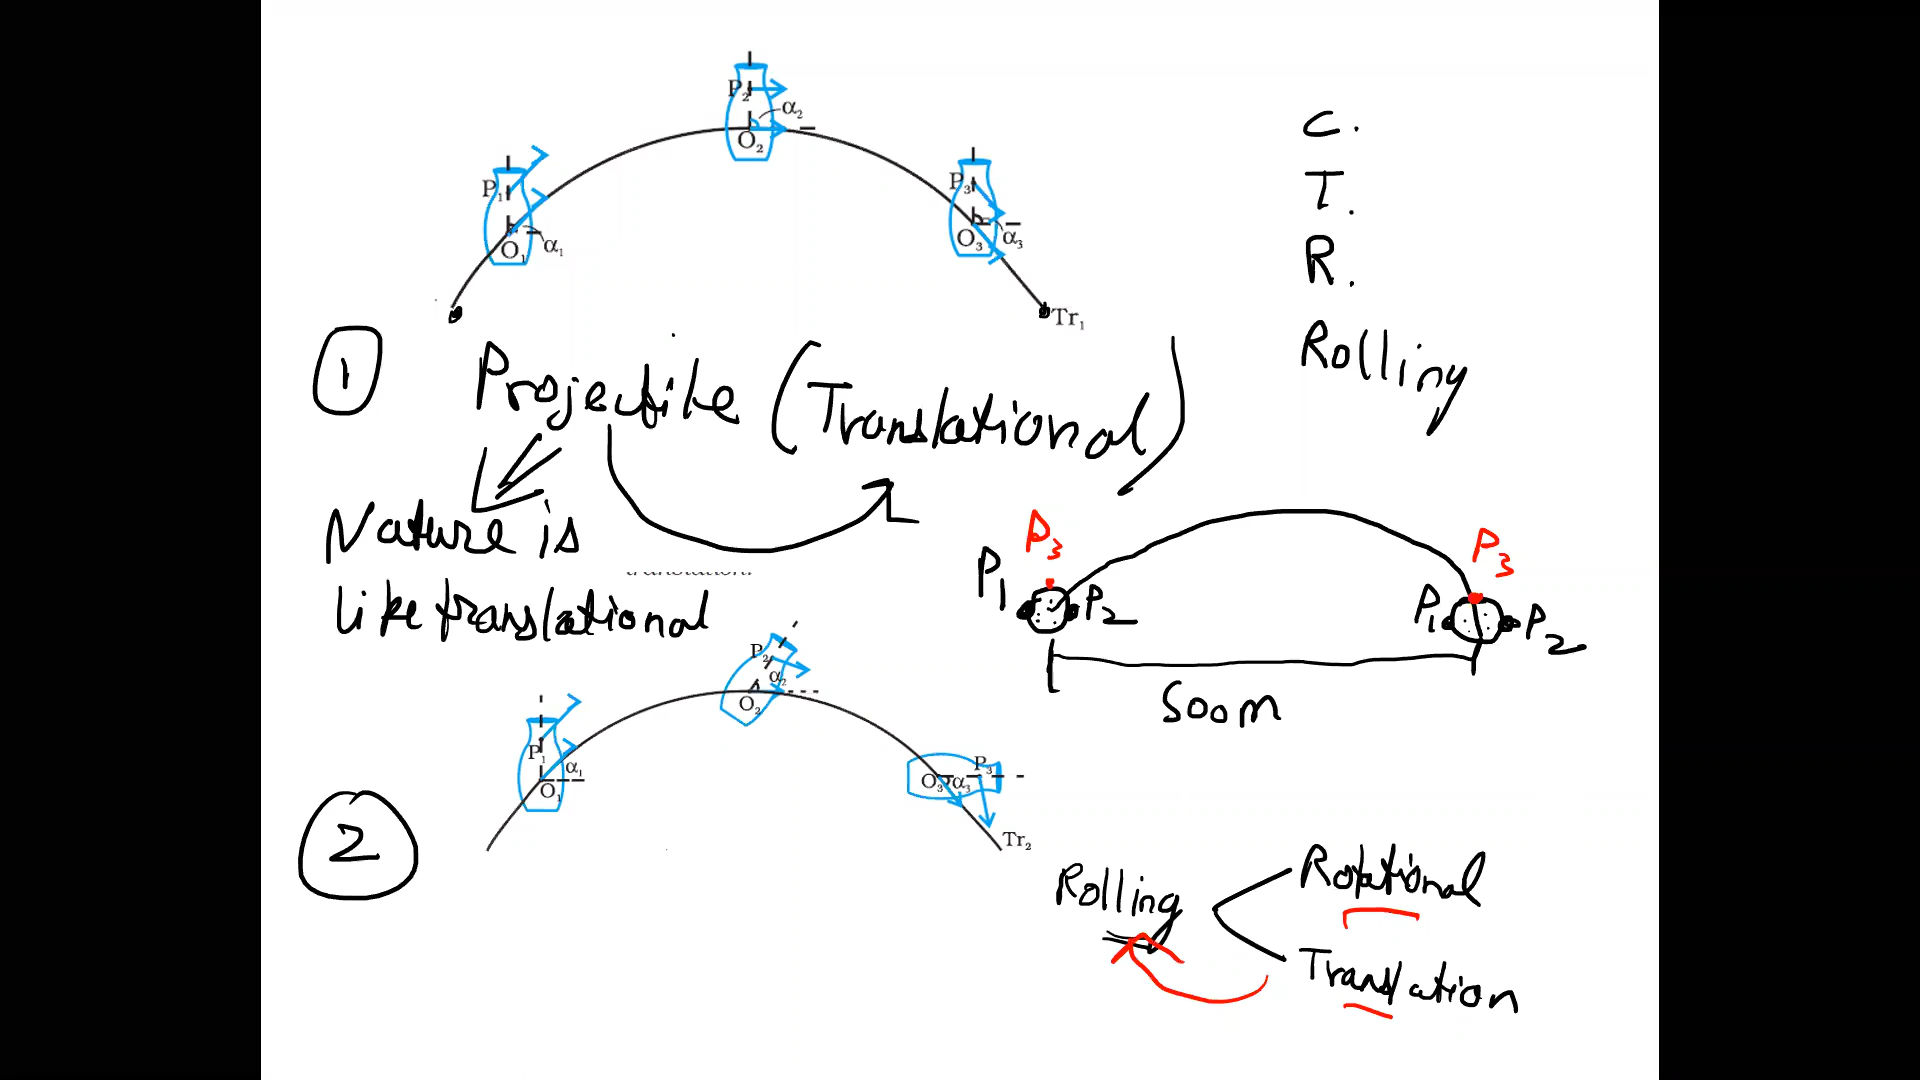 P₂
α₂
O₂
P₁
O₁
α₁
P₃
O₃
α₃
Tr₁
C.
T.
R.
Rolling
1
Projectile (Translational)
Nature is
like translational
translation.
P₁
P₃
P₂
P₃
P₁
P₂
500m
P₂
α₂
O₂
P₁
α₁
O₁
P₃
O₃
α₃
Tr₂
2
Rolling
Rotational
Translation